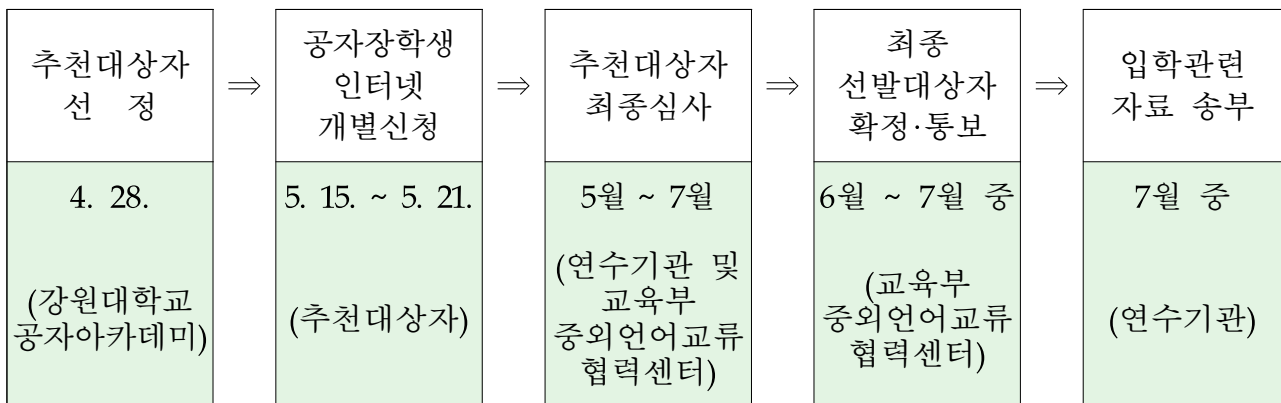 추천대상자
선 정
⇒
공자장학생
인터넷
개별신청
⇒
추천대상자
최종심사
⇒
최종
선발대상자
확정·통보
⇒
입학관련
자료 송부
4. 28.
(강원대학교
공자아카데미)
5. 15. ~ 5. 21.
(추천대상자)
5월 ~ 7월
(연수기관 및
교육부
중외언어교류
협력센터)
6월 ~ 7월 중
(교육부
중외언어교류
협력센터)
7월 중
(연수기관)